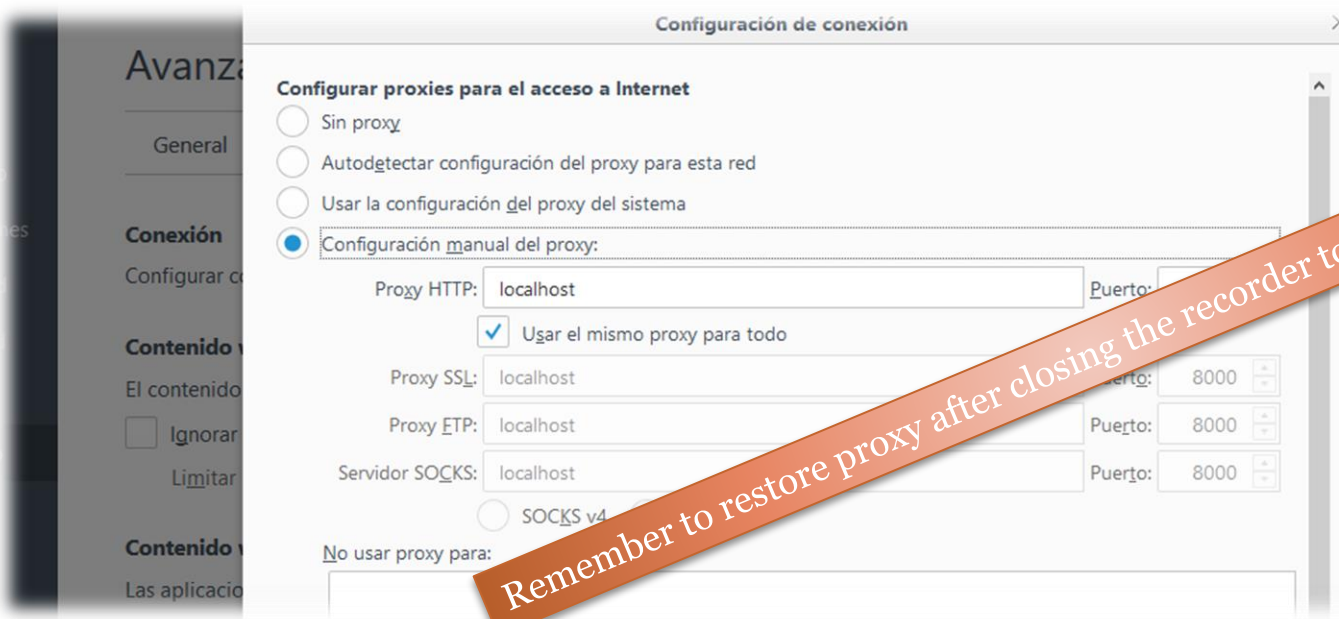 Configuración de conexión
Avanza
General
Conexión
Configurar co
Contenido
El contenido
Ignorar
Limitar
Contenido
Las aplicacio
Configurar proxies para el acceso a Internet
Sin proxy
Autodetectar configuración del proxy para esta red
Usar la configuración del proxy del sistema
Configuración manual del proxy:
Proxy HTTP: localhost Puerto:
Usar el mismo proxy para todo
Proxy SSL: localhost Puerto: 8000
Proxy FTP: localhost Puerto: 8000
Servidor SOCKS: localhost Puerto: 8000
SOCKS v4
No usar proxy para:
Remember to restore proxy after closing the recorder to